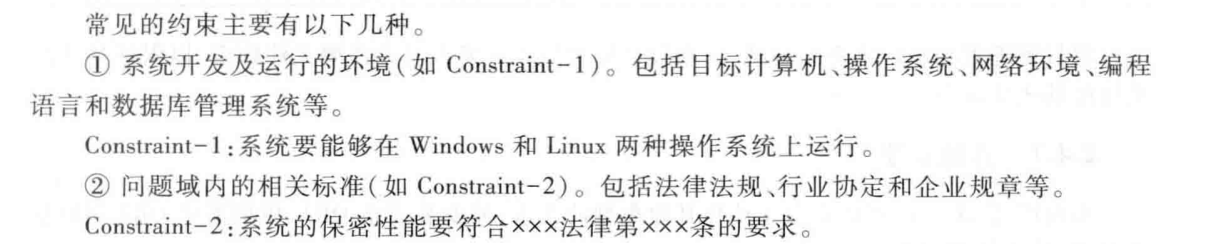 常见的约束主要有以下几种。
① 系统开发及运行的环境(如 Constraint-1)。包括目标计算机、操作系统、网络环境、编程
语言和数据库管理系统等。
Constraint-1:系统要能够在 Windows 和 Linux 两种操作系统上运行。
② 问题域内的相关标准(如 Constraint-2)。包括法律法规、行业协定和企业规章等。
Constraint-2:系统的保密性能要符合×××法律第×××条的要求。